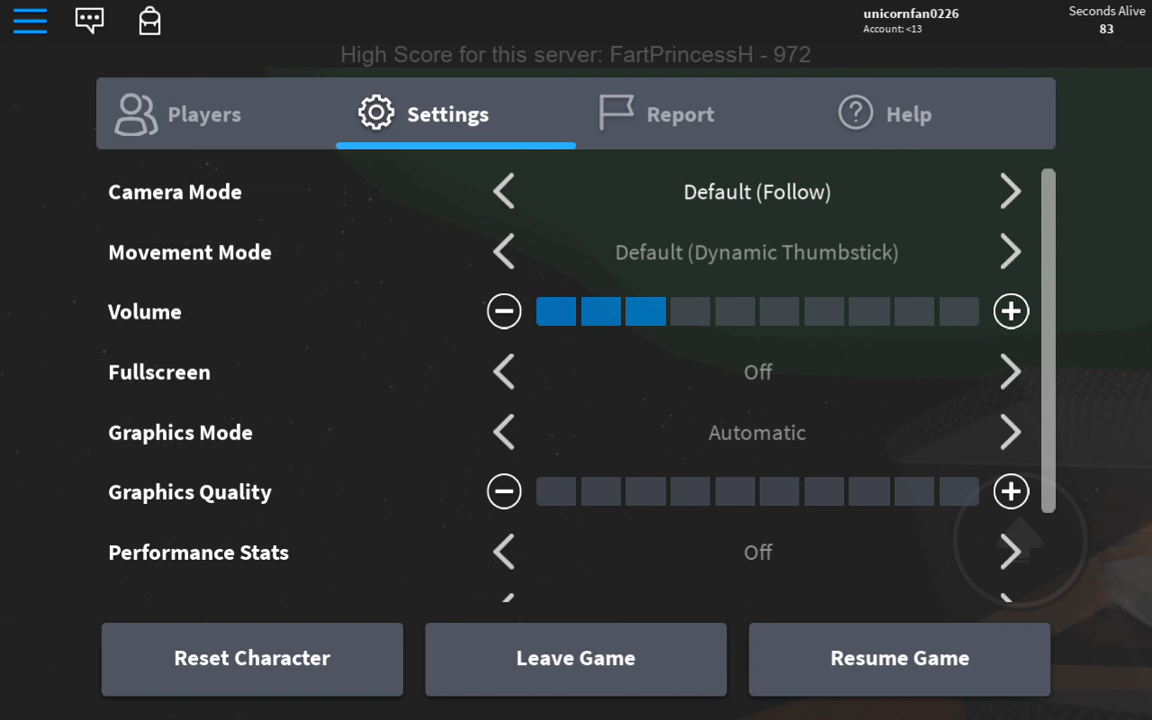 unicornfan0226
Account: <13
Seconds Alive
83
High Score for this server: FartPrincessH - 972
Players
Settings
Report
Help
Camera Mode
Default (Follow)
Movement Mode
Default (Dynamic Thumbstick)
Volume
Fullscreen
Off
Graphics Mode
Automatic
Graphics Quality
Performance Stats
Off
Reset Character
Leave Game
Resume Game